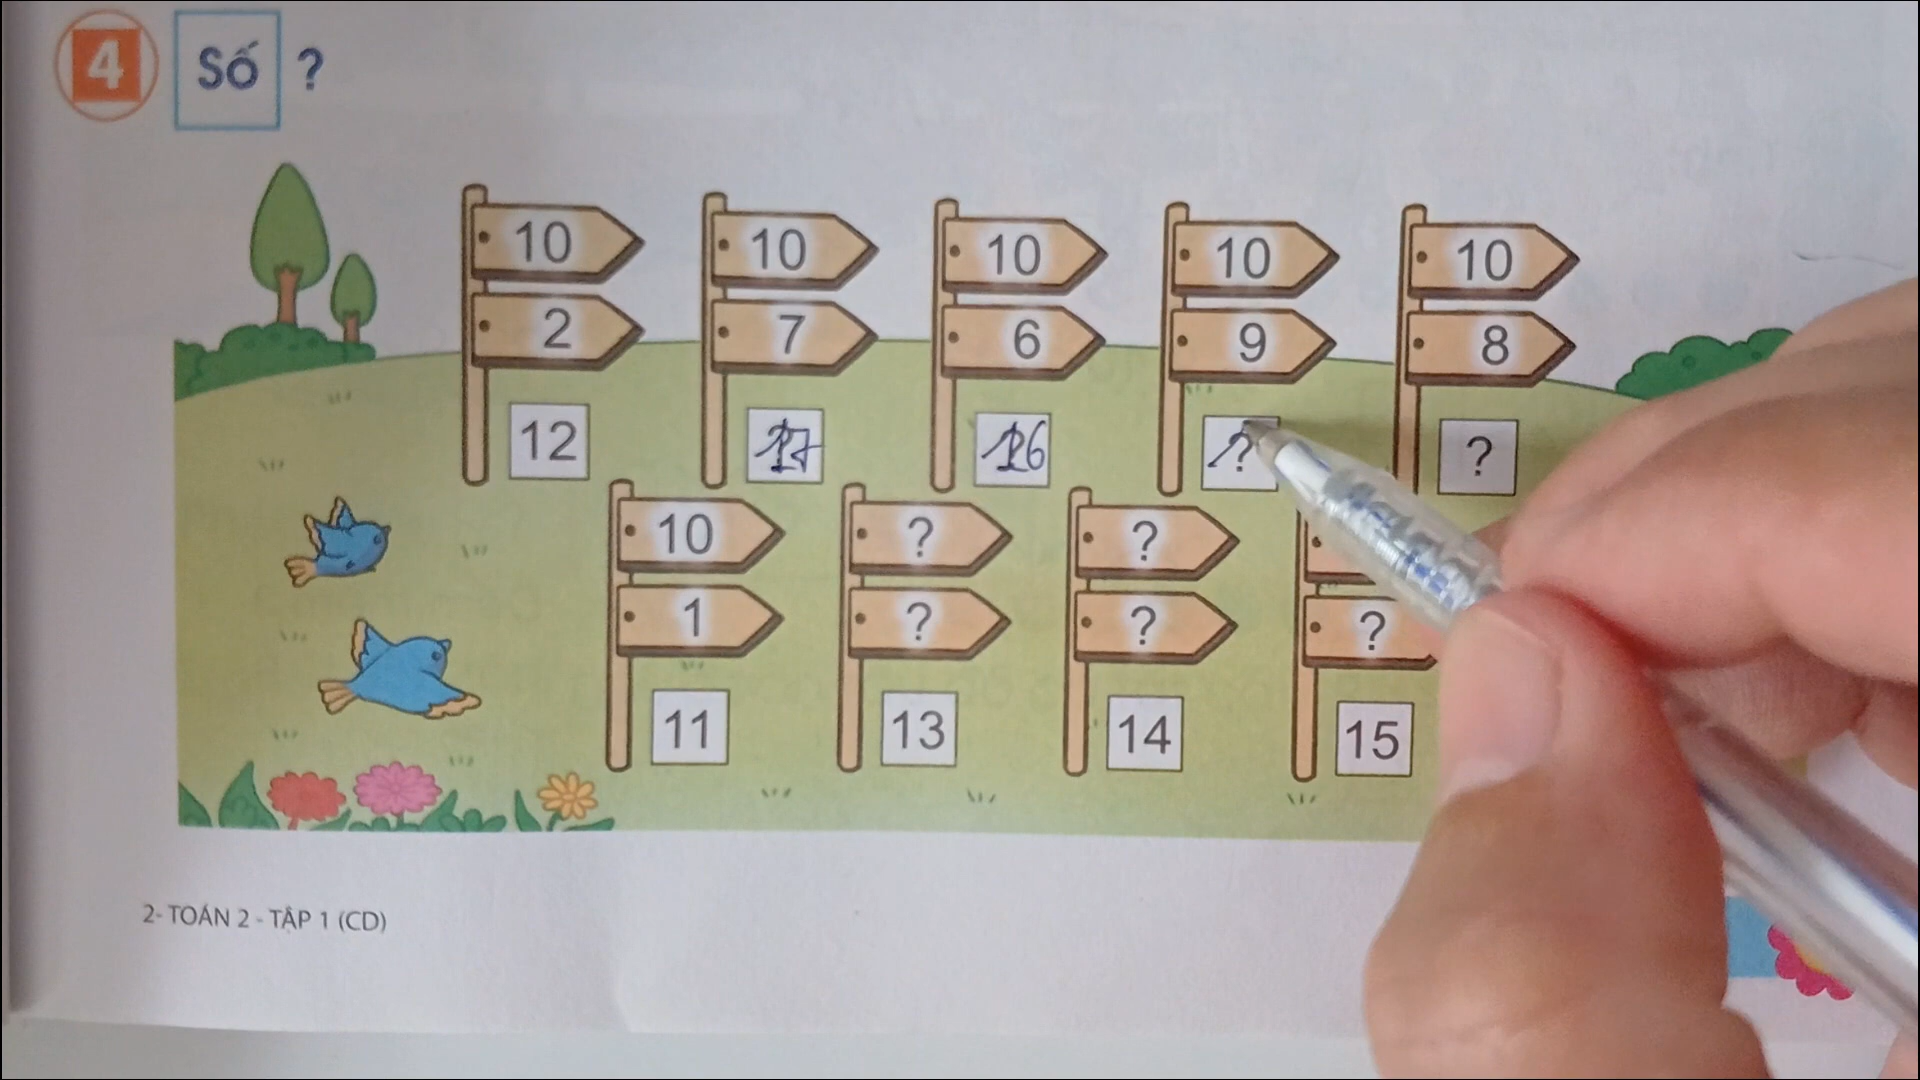 4 Số ?
10 10 10 10 10
2 7 6 9 8
12 17 16 ? ?
10 ? ?
1 ? ? ?
11 13 14 15
2- TOÁN 2 - TẬP 1 (CD)